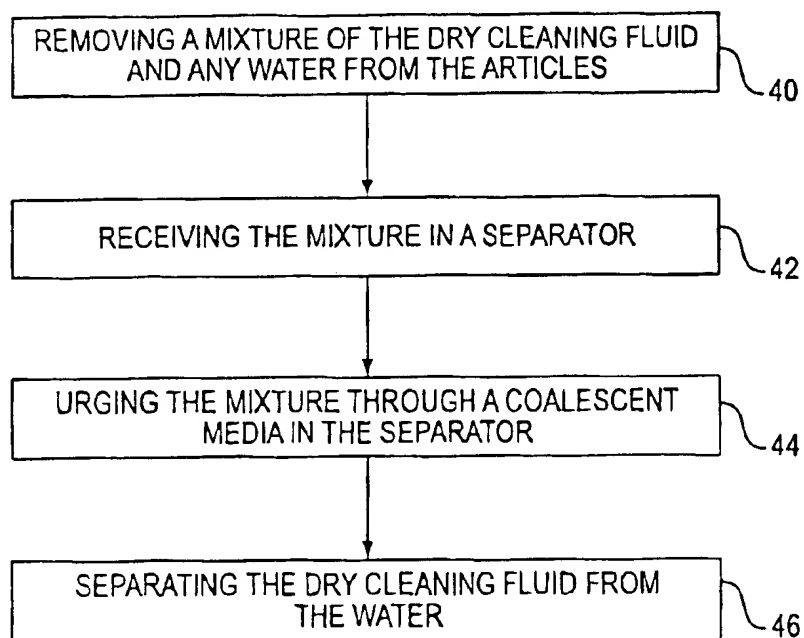 REMOVING A MIXTURE OF THE DRY CLEANING FLUID
AND ANY WATER FROM THE ARTICLES
40
RECEIVING THE MIXTURE IN A SEPARATOR
42
URGING THE MIXTURE THROUGH A COALESCENT
MEDIA IN THE SEPARATOR
44
SEPARATING THE DRY CLEANING FLUID FROM
THE WATER
46